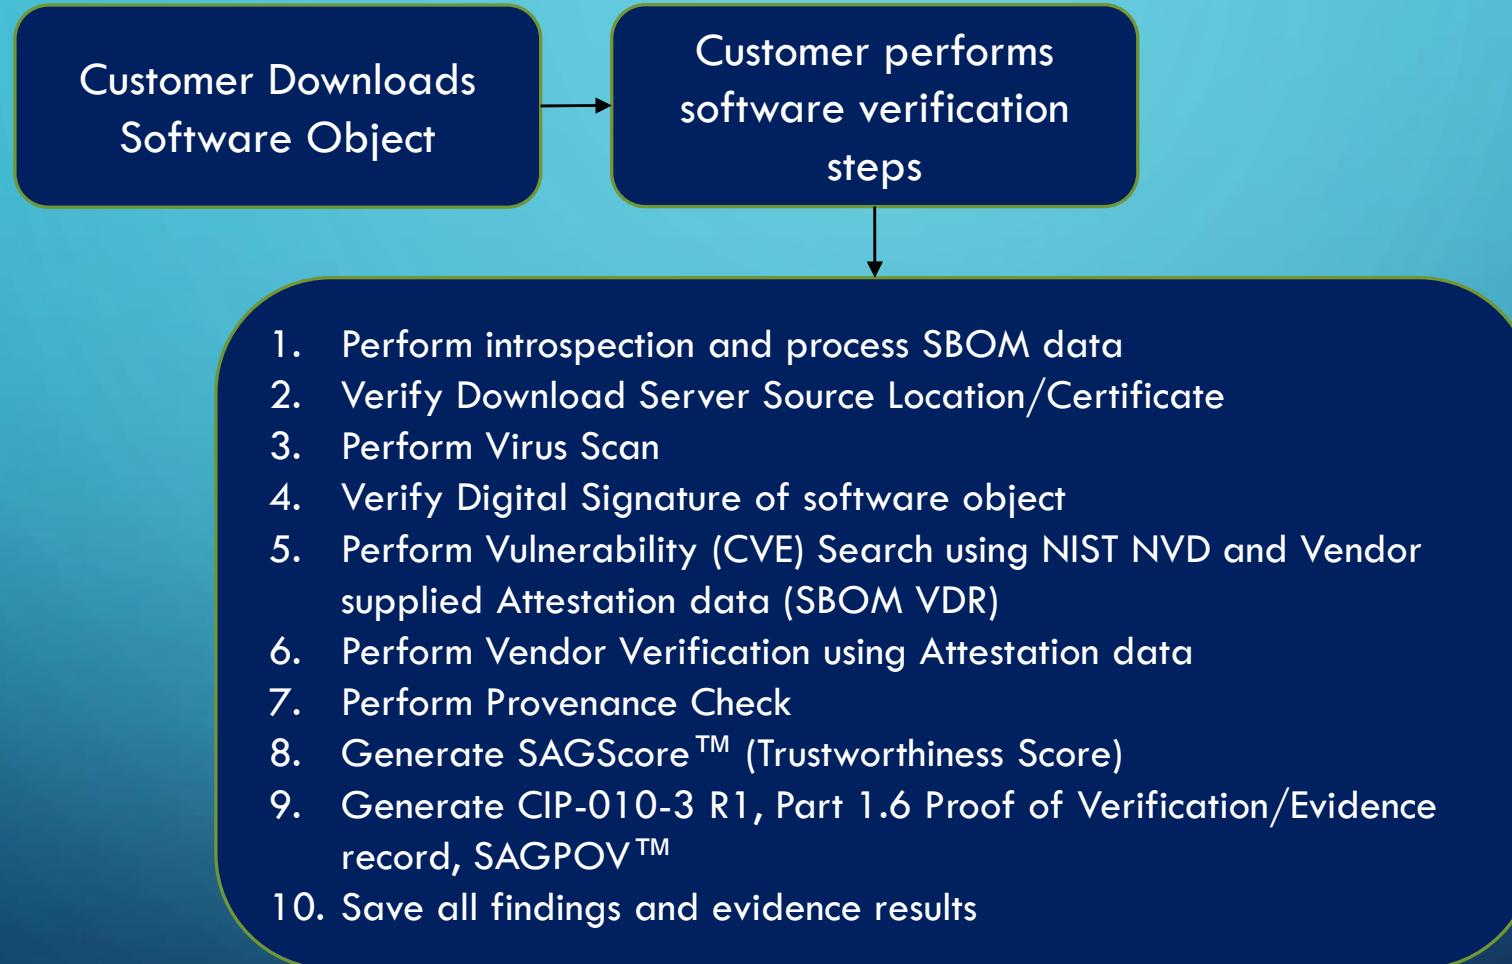 Customer Downloads
Software Object
Customer performs
software verification
steps
1. Perform introspection and process SBOM data
2. Verify Download Server Source Location/Certificate
3. Perform Virus Scan
4. Verify Digital Signature of software object
5. Perform Vulnerability (CVE) Search using NIST NVD and Vendor
supplied Attestation data (SBOM VDR)
6. Perform Vendor Verification using Attestation data
7. Perform Provenance Check
8. Generate SAGScore™ (Trustworthiness Score)
9. Generate CIP-010-3 R1, Part 1.6 Proof of Verification/Evidence
record, SAGPOV™
10. Save all findings and evidence results